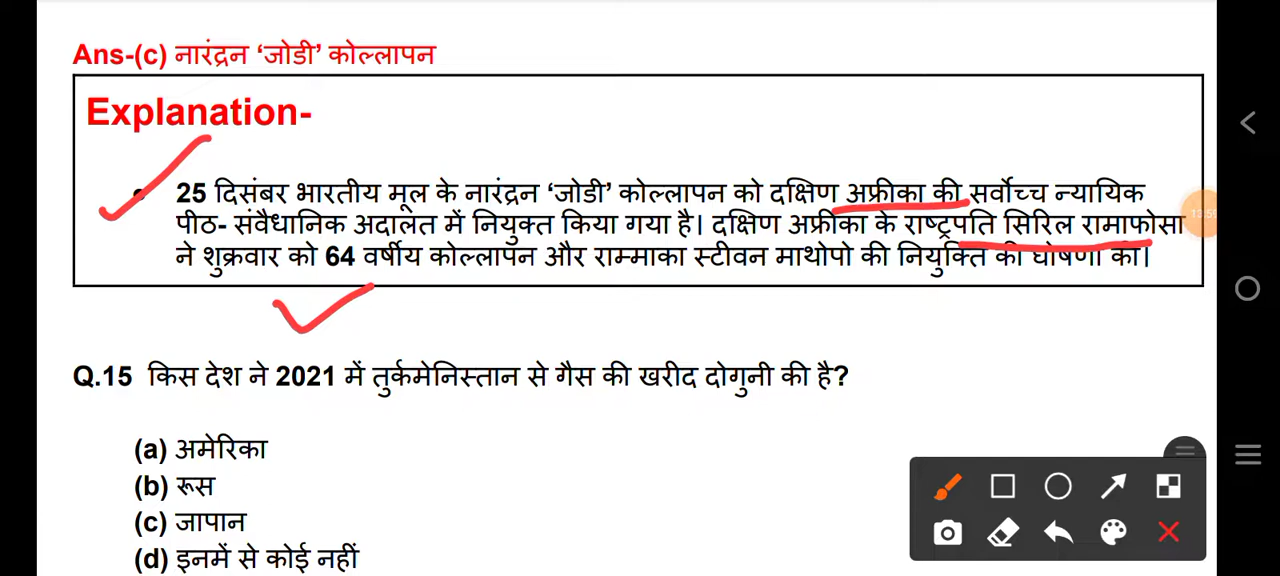 Ans-(c) नारंद्रन ‘जोडी’ कोल्लापन
Explanation-
25 दिसंबर भारतीय मूल के नारंद्रन ‘जोडी’ कोल्लापन को दक्षिण अफ्रीका की सर्वोच्च न्यायिक
पीठ- संवैधानिक अदालत में नियुक्त किया गया है। दक्षिण अफ्रीका के राष्ट्रपति सिरिल रामाफोसा
ने शुक्रवार को 64 वर्षीय कोल्लापन और राम्माका स्टीवन माथोपो की नियुक्ति की घोषणा की।
Q.15 किस देश ने 2021 में तुर्कमेनिस्तान से गैस की खरीद दोगुनी की है?
(a) अमेरिका
(b) रूस
(c) जापान
(d) इनमें से कोई नहीं